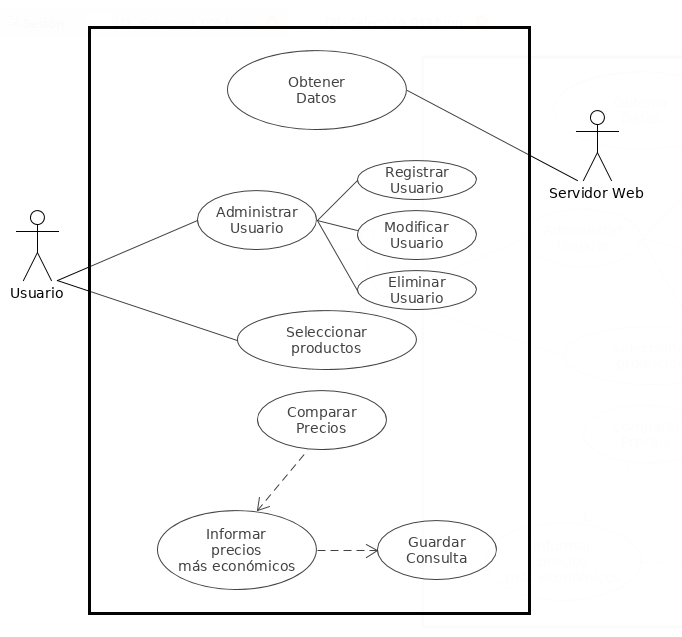 Obtener
Datos
Servidor Web
Registrar
Usuario
Administrar
Usuario
Modificar
Usuario
Eliminar
Usuario
Usuario
Seleccionar
productos
Comparar
Precios
Informar
precios
más económicos
Guardar
Consulta